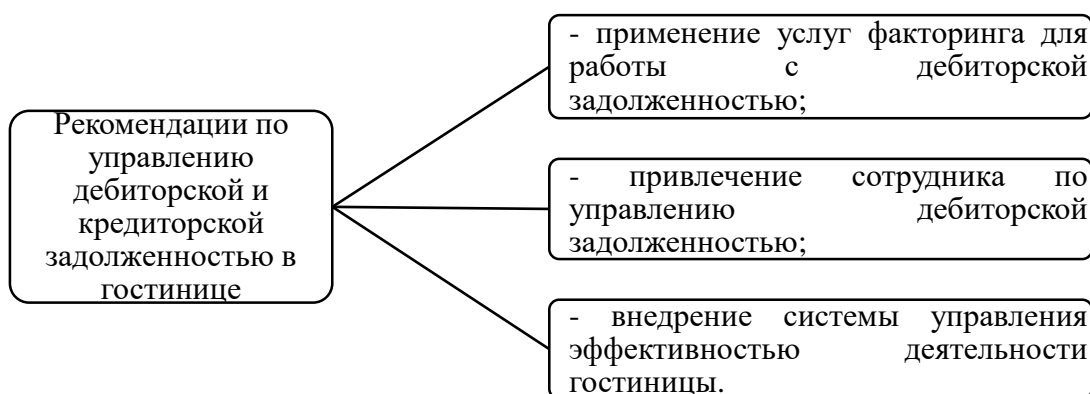 Рекомендации по
управлению
дебиторской и
кредиторской
задолженностью в
гостинице
- применение услуг факторинга для
работы с дебиторской
задолженностью;
- привлечение сотрудника по
управлению дебиторской
задолженностью;
- внедрение системы управления
эффективностью деятельности
гостиницы.